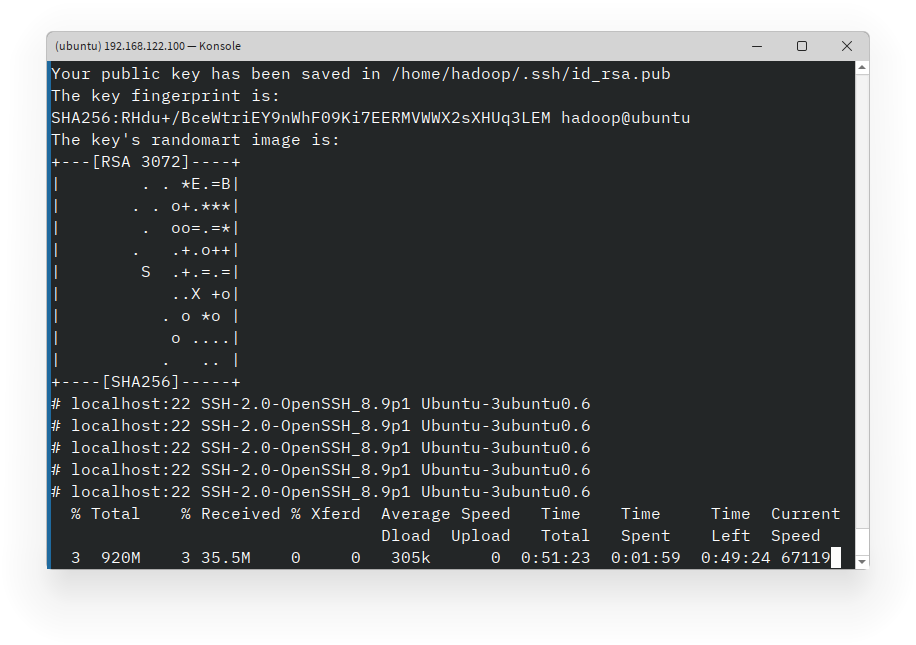 (ubuntu) 192.168.122.100 — Konsole
Your public key has been saved in /home/hadoop/.ssh/id_rsa.pub
The key fingerprint is:
SHA256:RHdu+/BceWtriEY9nWhF09Ki7EERMVWWX2sXHUq3LEM hadoop@ubuntu
The key's randomart image is:
+---[RSA 3072]----+
|        . . *E.=B|
|       . . o+.***|
|        .  oo=.=*|
|       .   .+.o++|
|        S  .+.=.=|
|           ..X +o|
|          . o *o |
|           o ....|
|          .   .. |
+----[SHA256]-----+
# localhost:22 SSH-2.0-OpenSSH_8.9p1 Ubuntu-3ubuntu0.6
# localhost:22 SSH-2.0-OpenSSH_8.9p1 Ubuntu-3ubuntu0.6
# localhost:22 SSH-2.0-OpenSSH_8.9p1 Ubuntu-3ubuntu0.6
# localhost:22 SSH-2.0-OpenSSH_8.9p1 Ubuntu-3ubuntu0.6
# localhost:22 SSH-2.0-OpenSSH_8.9p1 Ubuntu-3ubuntu0.6
  % Total    % Received % Xferd  Average Speed   Time    Time     Time  Current
                                 Dload  Upload   Total   Spent    Left  Speed
  3  920M    3 35.5M    0     0   305k      0  0:51:23  0:01:59  0:49:24 67119